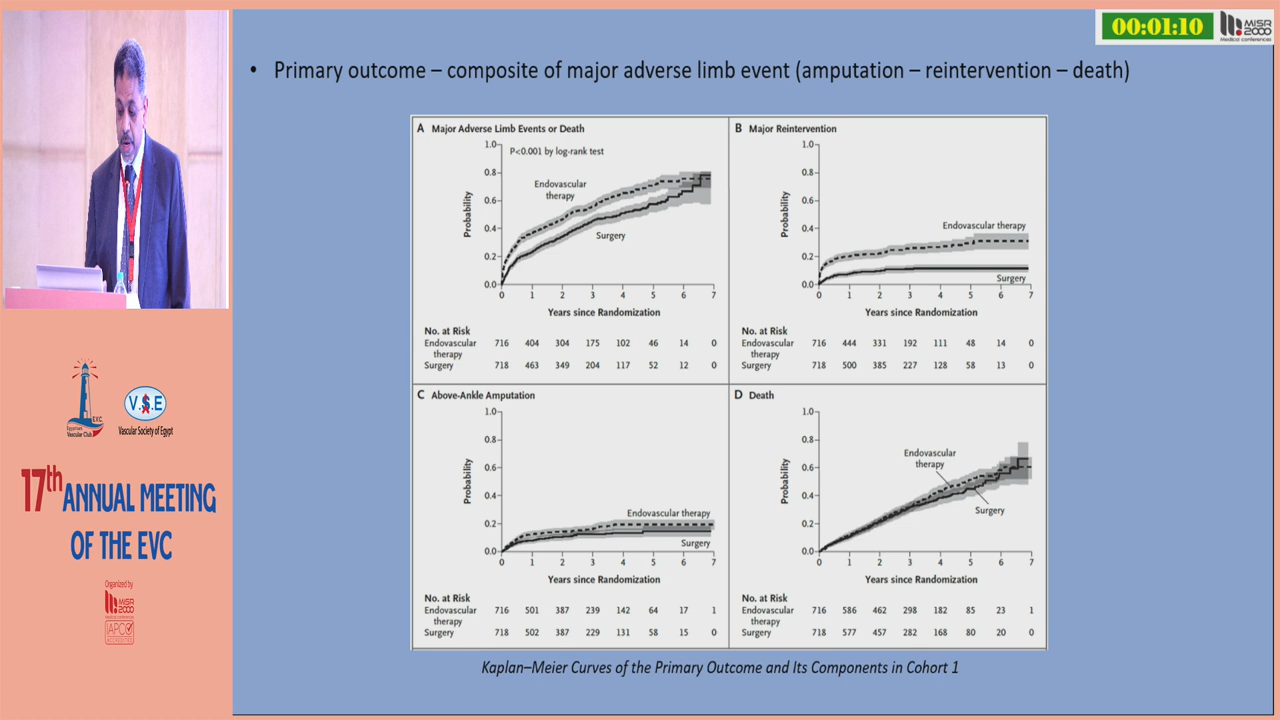 00:01:10
MISR
2000
Medical conferences
• Primary outcome – composite of major adverse limb event (amputation – reintervention – death)
A Major Adverse Limb Events or Death
P<0.001 by log-rank test
1.0
0.8
0.6
0.4
0.2
0.0
Probability
Endovascular
therapy
Surgery
0 1 2 3 4 5 6 7
Years since Randomization
No. at Risk
Endovascular
therapy
716 404 304 175 102 46 14 0
Surgery 718 463 349 204 117 52 12 0
B Major Reintervention
1.0
0.8
0.6
0.4
0.2
0.0
Probability
Endovascular therapy
Surgery
0 1 2 3 4 5 6 7
Years since Randomization
No. at Risk
Endovascular
therapy
716 444 331 192 111 48 14 0
Surgery 718 500 385 227 128 58 13 0
C Above-Ankle Amputation
1.0
0.8
0.6
0.4
0.2
0.0
Probability
Endovascular therapy
Surgery
0 1 2 3 4 5 6 7
Years since Randomization
No. at Risk
Endovascular
therapy
716 501 387 239 142 64 17 1
Surgery 718 502 387 229 131 58 15 0
D Death
1.0
0.8
0.6
0.4
0.2
0.0
Probability
Endovascular
therapy
Surgery
0 1 2 3 4 5 6 7
Years since Randomization
No. at Risk
Endovascular
therapy
716 586 462 298 182 85 23 1
Surgery 718 577 457 282 168 80 20 0
Kaplan–Meier Curves of the Primary Outcome and Its Components in Cohort 1
E.V.C
Egyptian
Vascular Club
V.S.E
Vascular Society of Egypt
17th ANNUAL MEETING
OF THE EVC
Organized by
MISR
2000
Medical conferences
IAPCO
ACCREDITED